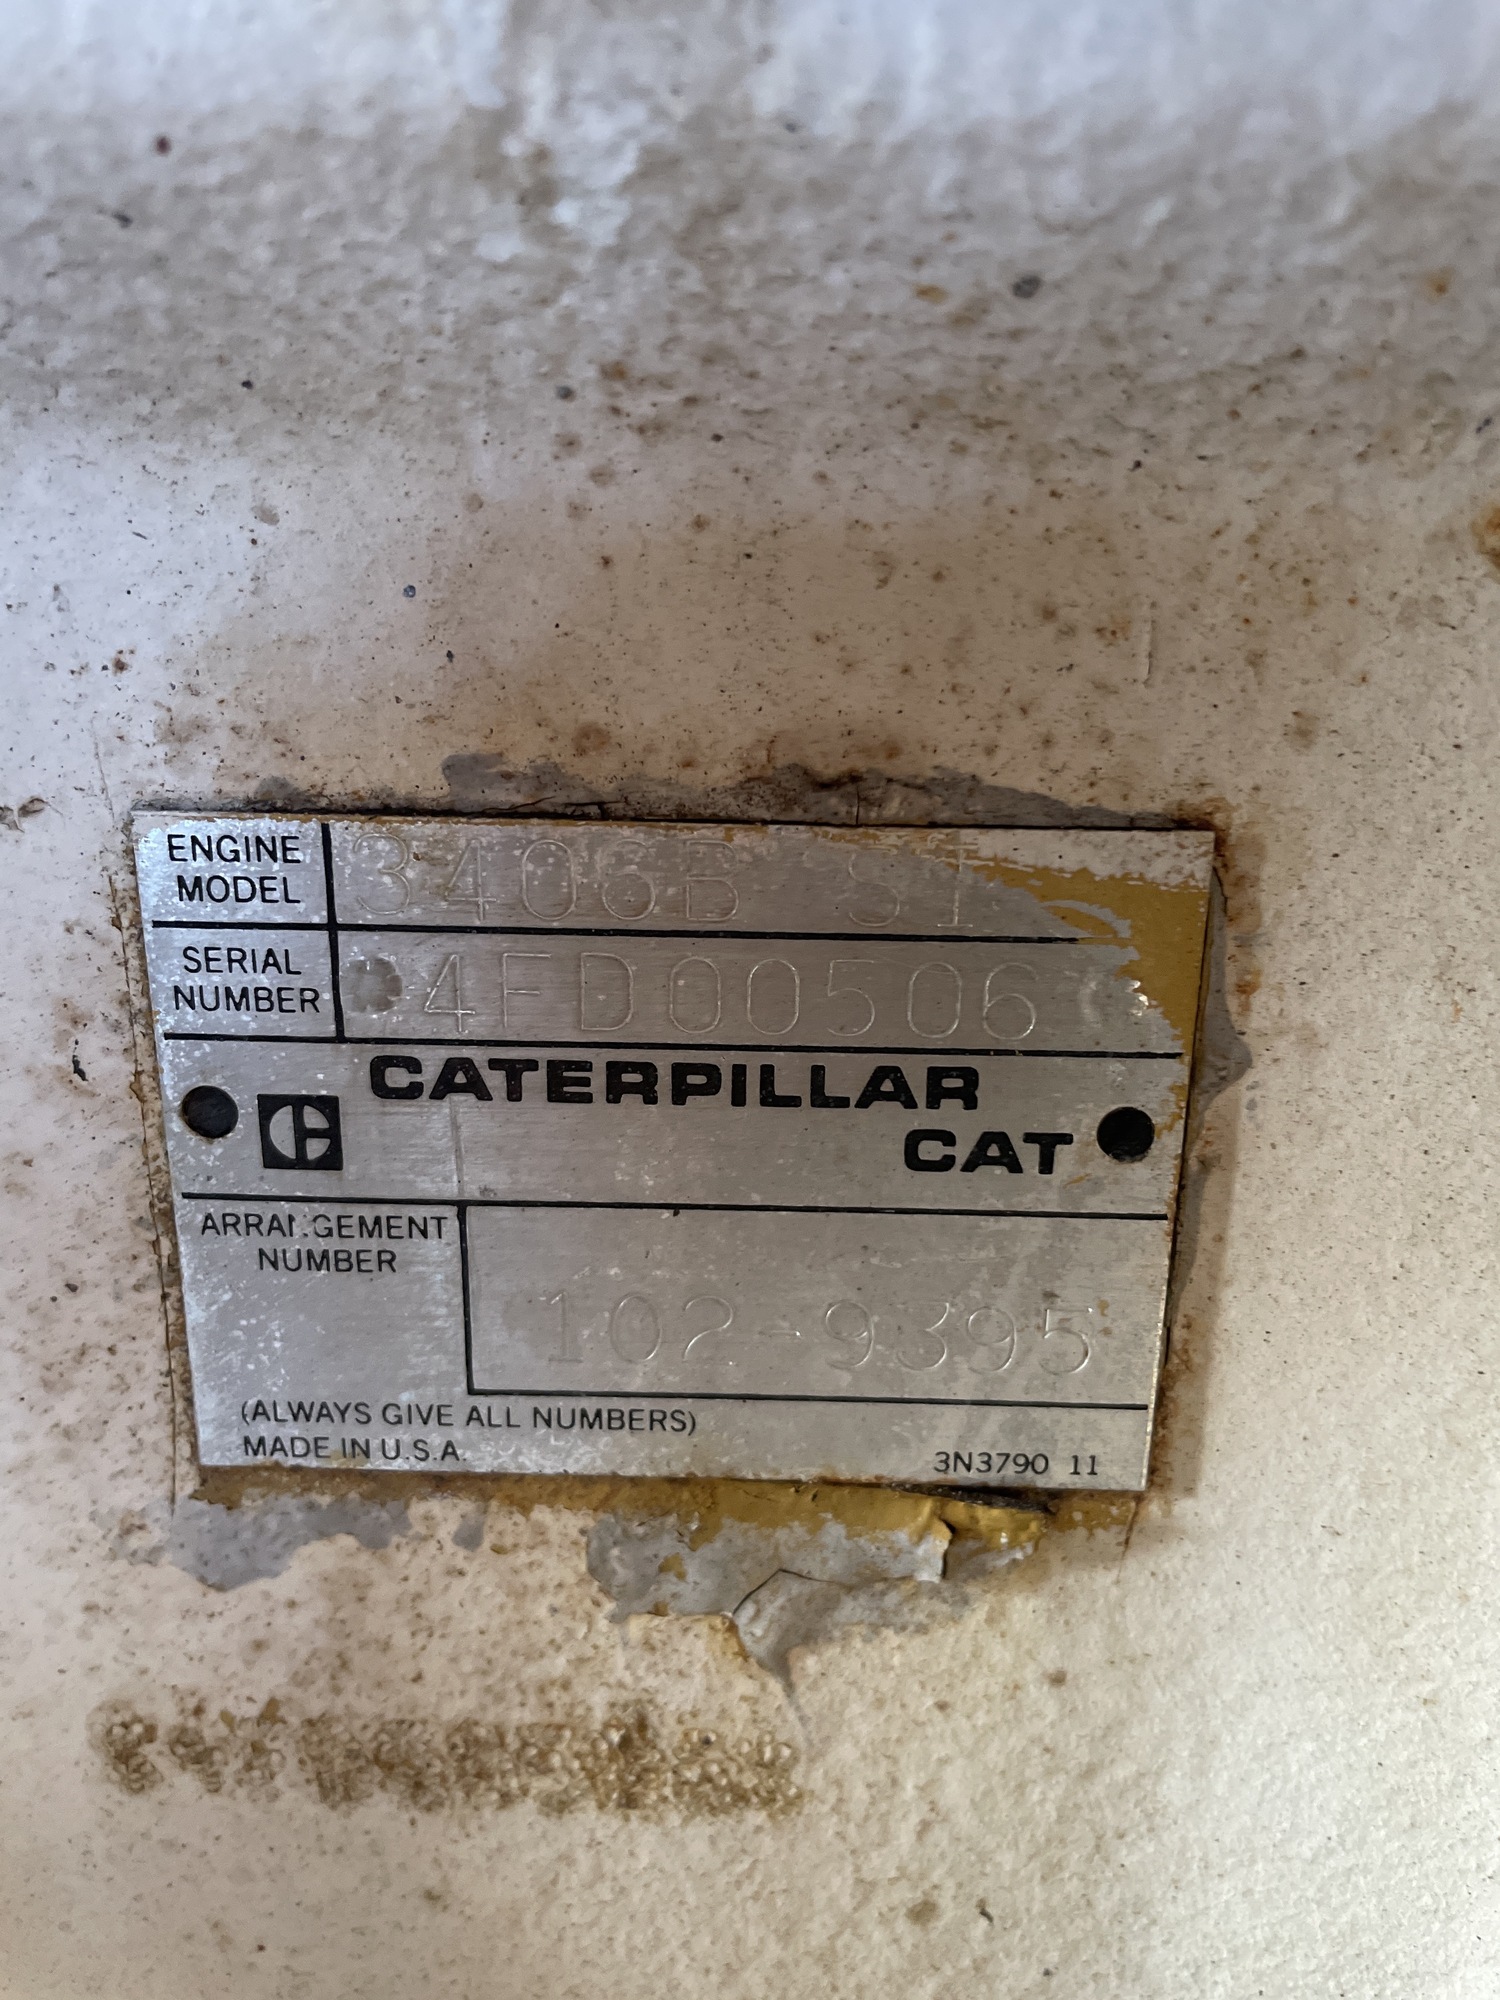 ENGINE MODEL 3406B SI
SERIAL NUMBER *4FD00506*
CATERPILLAR
CAT
ARRANGEMENT NUMBER
102-9395
(ALWAYS GIVE ALL NUMBERS)
MADE IN U.S.A.
3N3790 11